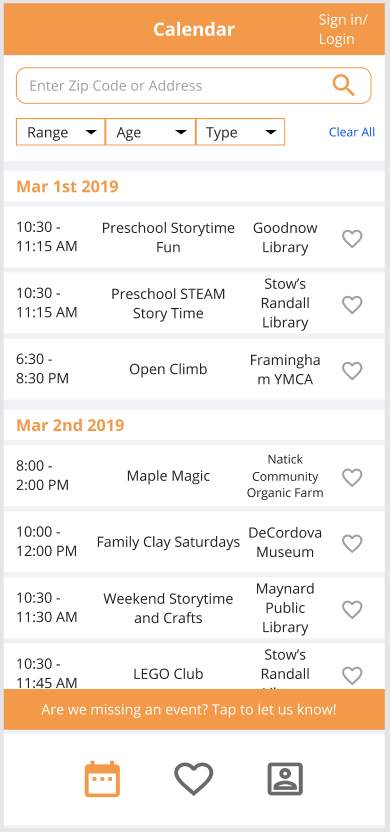 Calendar
Sign in/
Login
Enter Zip Code or Address
Range
Age
Type
Clear All
Mar 1st 2019
10:30 -
11:15 AM
Preschool Storytime
Fun
Goodnow
Library
10:30 -
11:15 AM
Preschool STEAM
Story Time
Stow's
Randall
Library
6:30 -
8:30 PM
Open Climb
Framingha
m YMCA
Mar 2nd 2019
8:00 -
2:00 PM
Maple Magic
Natick
Community
Organic Farm
10:00 -
12:00 PM
Family Clay Saturdays
DeCordova
Museum
10:30 -
11:30 AM
Weekend Storytime
and Crafts
Maynard
Public
Library
10:30 -
11:45 AM
LEGO Club
Stow's
Randall
Are we missing an event? Tap to let us know!